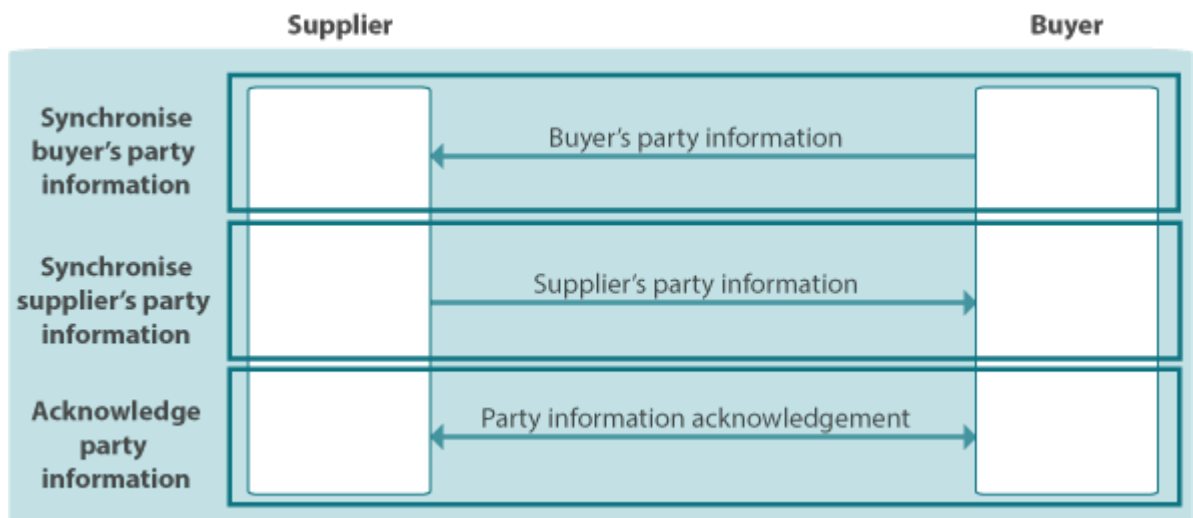 Supplier
Buyer
Synchronise
buyer’s party
information
Buyer’s party information
Synchronise
supplier’s party
information
Supplier’s party information
Acknowledge
party
information
Party information acknowledgement